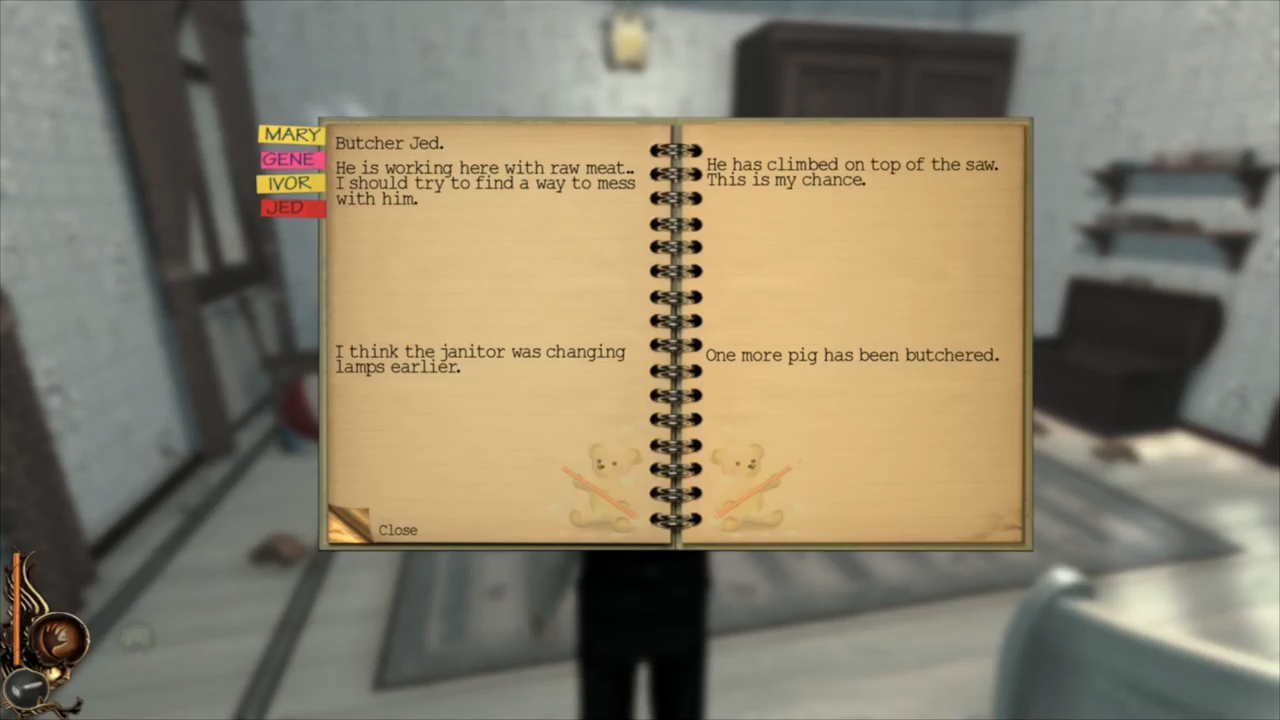 MARY
GENE
IVOR
JED
Butcher Jed.
He is working here with raw meat..
I should try to find a way to mess
with him.
I think the janitor was changing
lamps earlier.
Close
He has climbed on top of the saw.
This is my chance.
One more pig has been butchered.